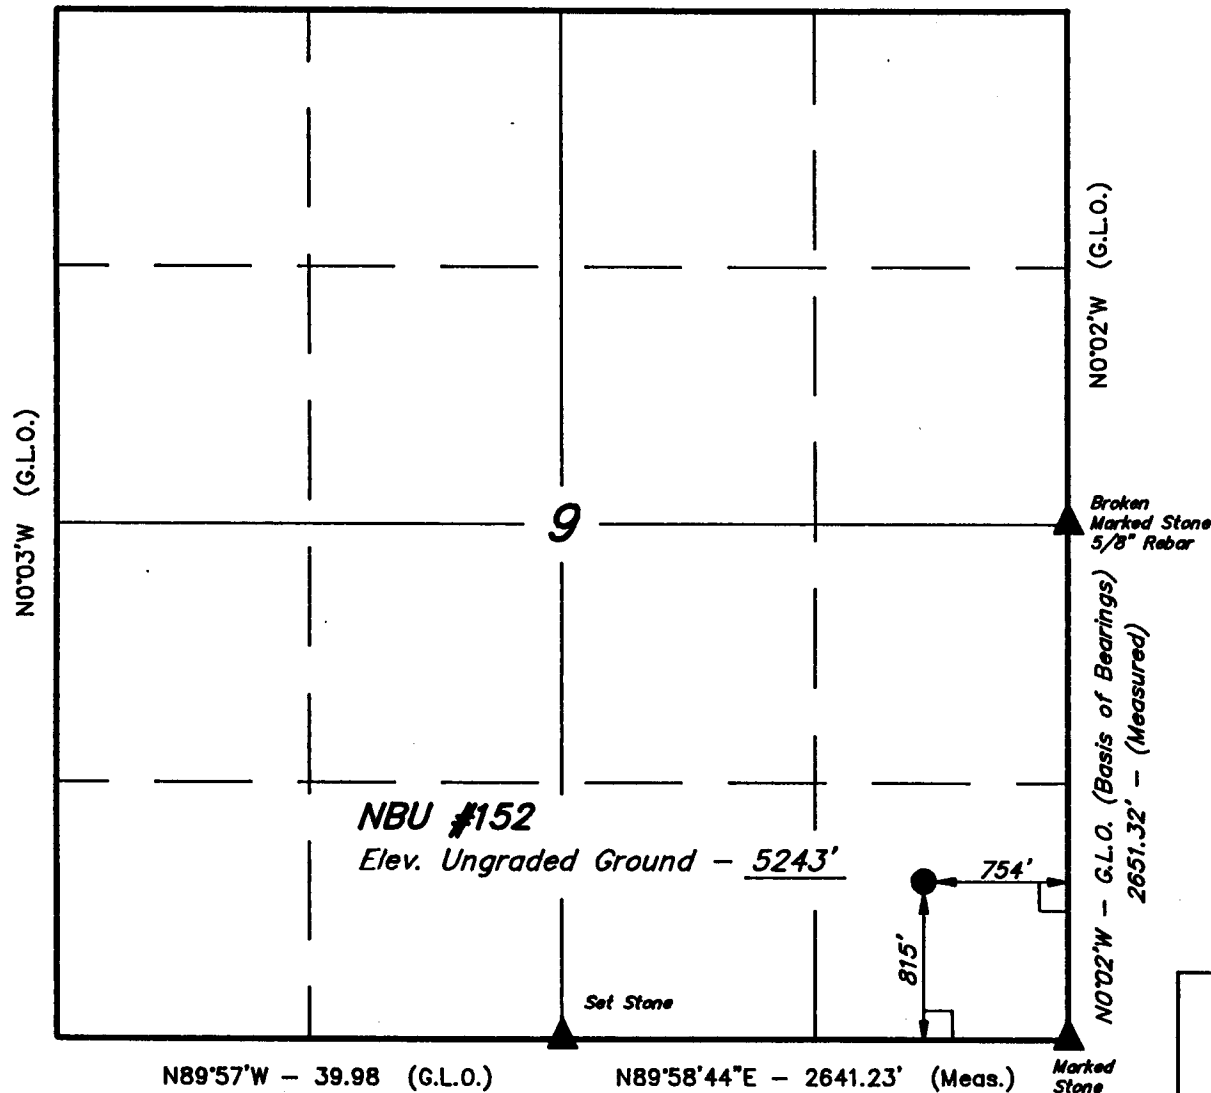 N0°02'W (G.L.O.)
N0°03'W (G.L.O.)
9
Broken
Marked Stone
5/8" Rebar
N0°02'W - G.L.O. (Basis of Bearings)
2651.32' - (Measured)
NBU #152
Elev. Ungraded Ground - 5243'
754'
815'
Set Stone
N89°57'W - 39.98 (G.L.O.)
N89°58'44"E - 2641.23' (Meas.)
Marked
Stone